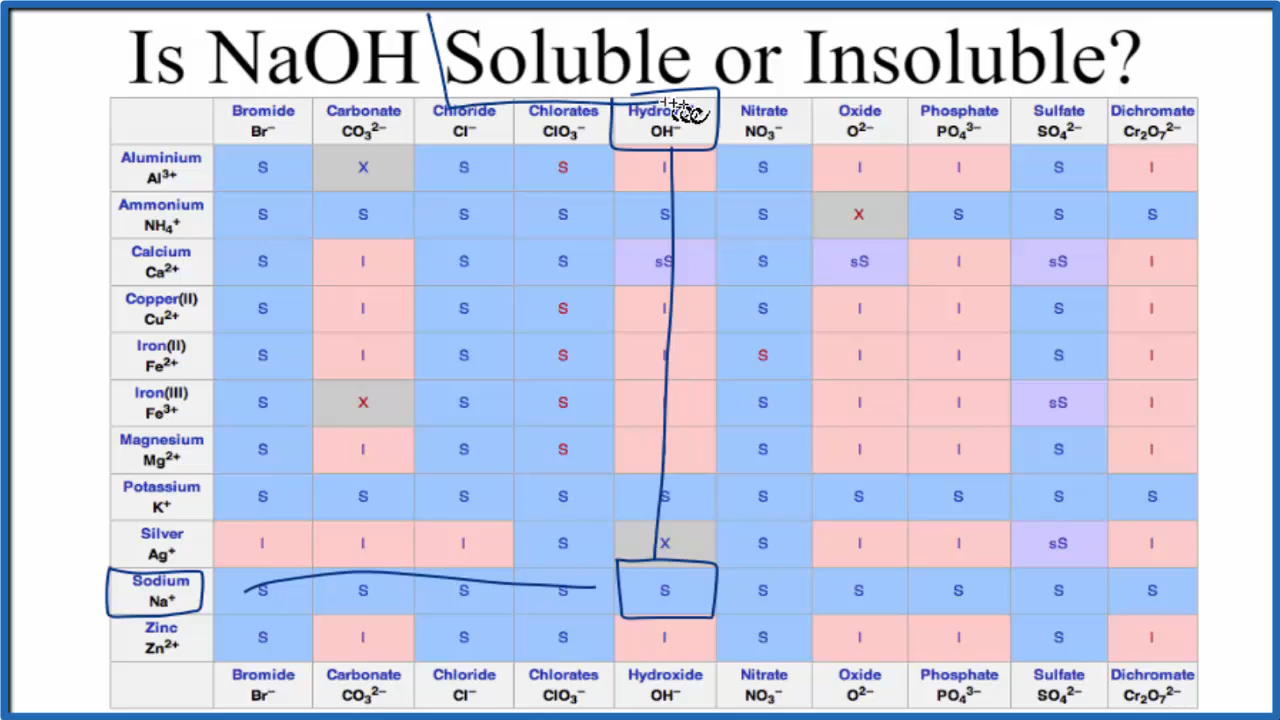 Is NaOH Soluble or Insoluble?
Bromide Carbonate Chloride Chlorates Nitrate Oxide Phosphate Sulfate Dichromate
Br⁻ CO₃²⁻ Cl⁻ ClO₃⁻ OH⁻ NO₃⁻ O²⁻ PO₄³⁻ SO₄²⁻ Cr₂O₇²⁻
Aluminium
Al³⁺
S X S S I S I I S I
Ammonium
NH₄⁺
S S S S S S X S S S
Calcium
Ca²⁺
S I S S sS S sS I sS I
Copper(II)
Cu²⁺
S I S S I S I I S I
Iron(II)
Fe²⁺
S I S S I S I I S I
Iron(III)
Fe³⁺
S X S S S I I sS I
Magnesium
Mg²⁺
S I S S S I I S I
Potassium
K⁺
S S S S S S S S S S
Silver
Ag⁺
I I I S X S I I sS I
Sodium
Na⁺
S S S S S S S S S S
Zinc
Zn²⁺
S I S S I S I I S I
Bromide Carbonate Chloride Chlorates Hydroxide Nitrate Oxide Phosphate Sulfate Dichromate
Br⁻ CO₃²⁻ Cl⁻ ClO₃⁻ OH⁻ NO₃⁻ O²⁻ PO₄³⁻ SO₄²⁻ Cr₂O₇²⁻